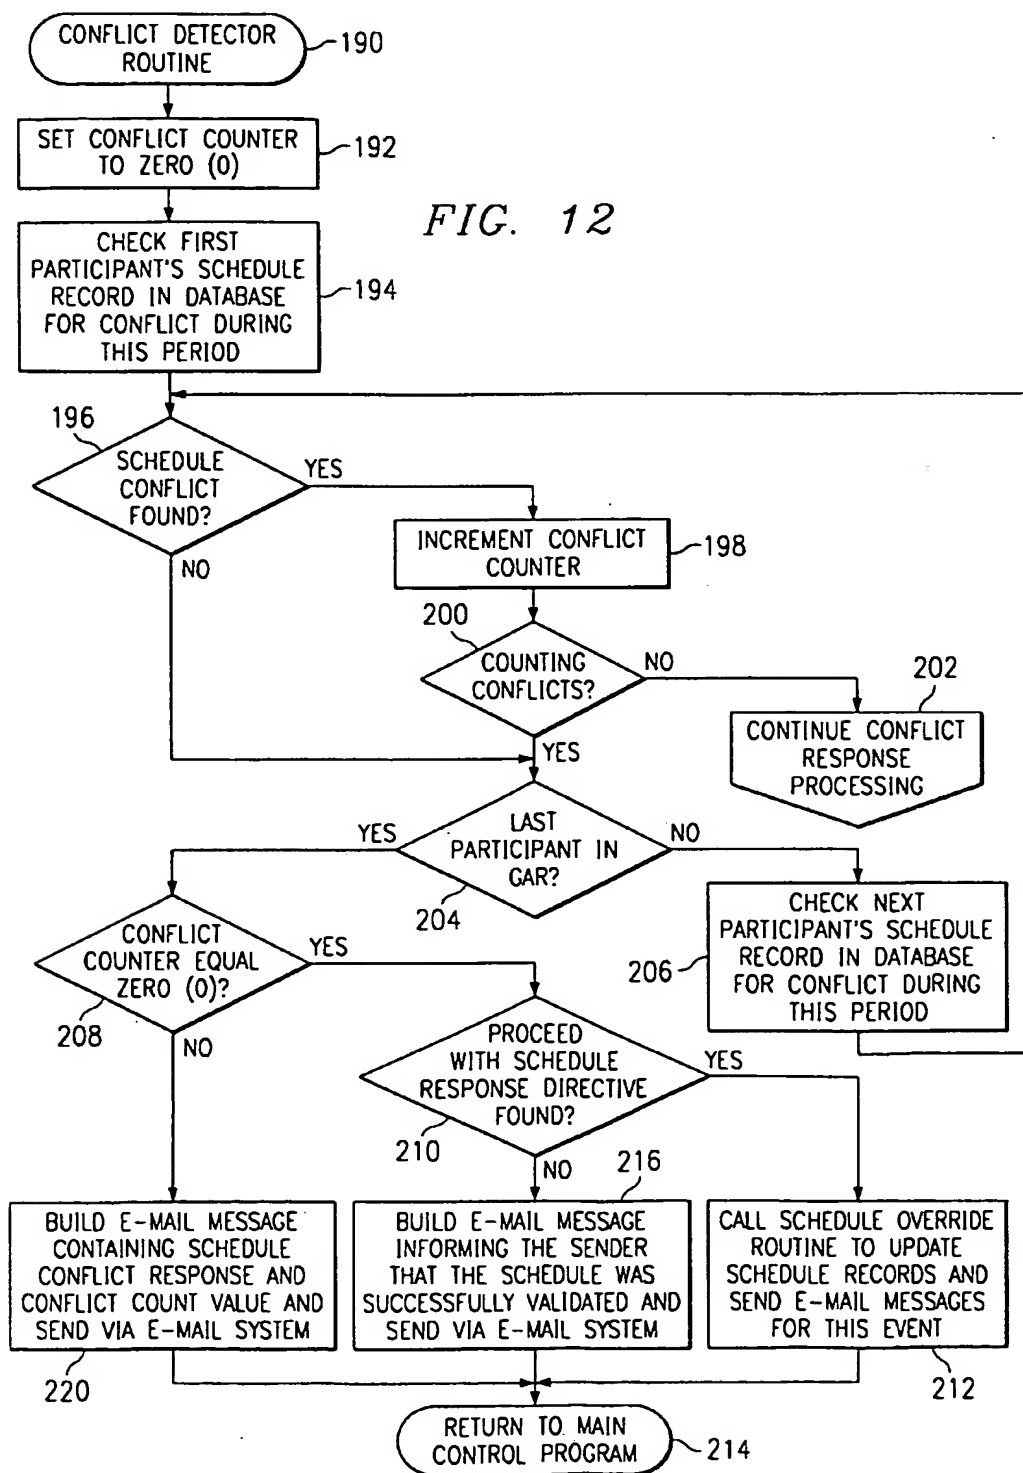 CONFLICT DETECTOR
ROUTINE
190
SET CONFLICT COUNTER
TO ZERO (0)
192
FIG. 12
CHECK FIRST
PARTICIPANT'S SCHEDULE
RECORD IN DATABASE
FOR CONFLICT DURING
THIS PERIOD
194
196
SCHEDULE
CONFLICT
FOUND?
YES
NO
INCREMENT CONFLICT
COUNTER
198
200
COUNTING
CONFLICTS?
NO
YES
202
CONTINUE CONFLICT
RESPONSE
PROCESSING
LAST
PARTICIPANT IN
GAR?
YES
NO
204
CHECK NEXT
PARTICIPANT'S SCHEDULE
RECORD IN DATABASE
FOR CONFLICT DURING
THIS PERIOD
206
CONFLICT
COUNTER EQUAL
ZERO (0)?
YES
208
NO
PROCEED
WITH SCHEDULE
RESPONSE DIRECTIVE
FOUND?
YES
210
NO
216
BUILD E-MAIL MESSAGE
CONTAINING SCHEDULE
CONFLICT RESPONSE AND
CONFLICT COUNT VALUE AND
SEND VIA E-MAIL SYSTEM
220
BUILD E-MAIL MESSAGE
INFORMING THE SENDER
THAT THE SCHEDULE WAS
SUCCESSFULLY VALIDATED AND
SEND VIA E-MAIL SYSTEM
CALL SCHEDULE OVERRIDE
ROUTINE TO UPDATE
SCHEDULE RECORDS AND
SEND E-MAIL MESSAGES
FOR THIS EVENT
212
RETURN TO MAIN
CONTROL PROGRAM
214